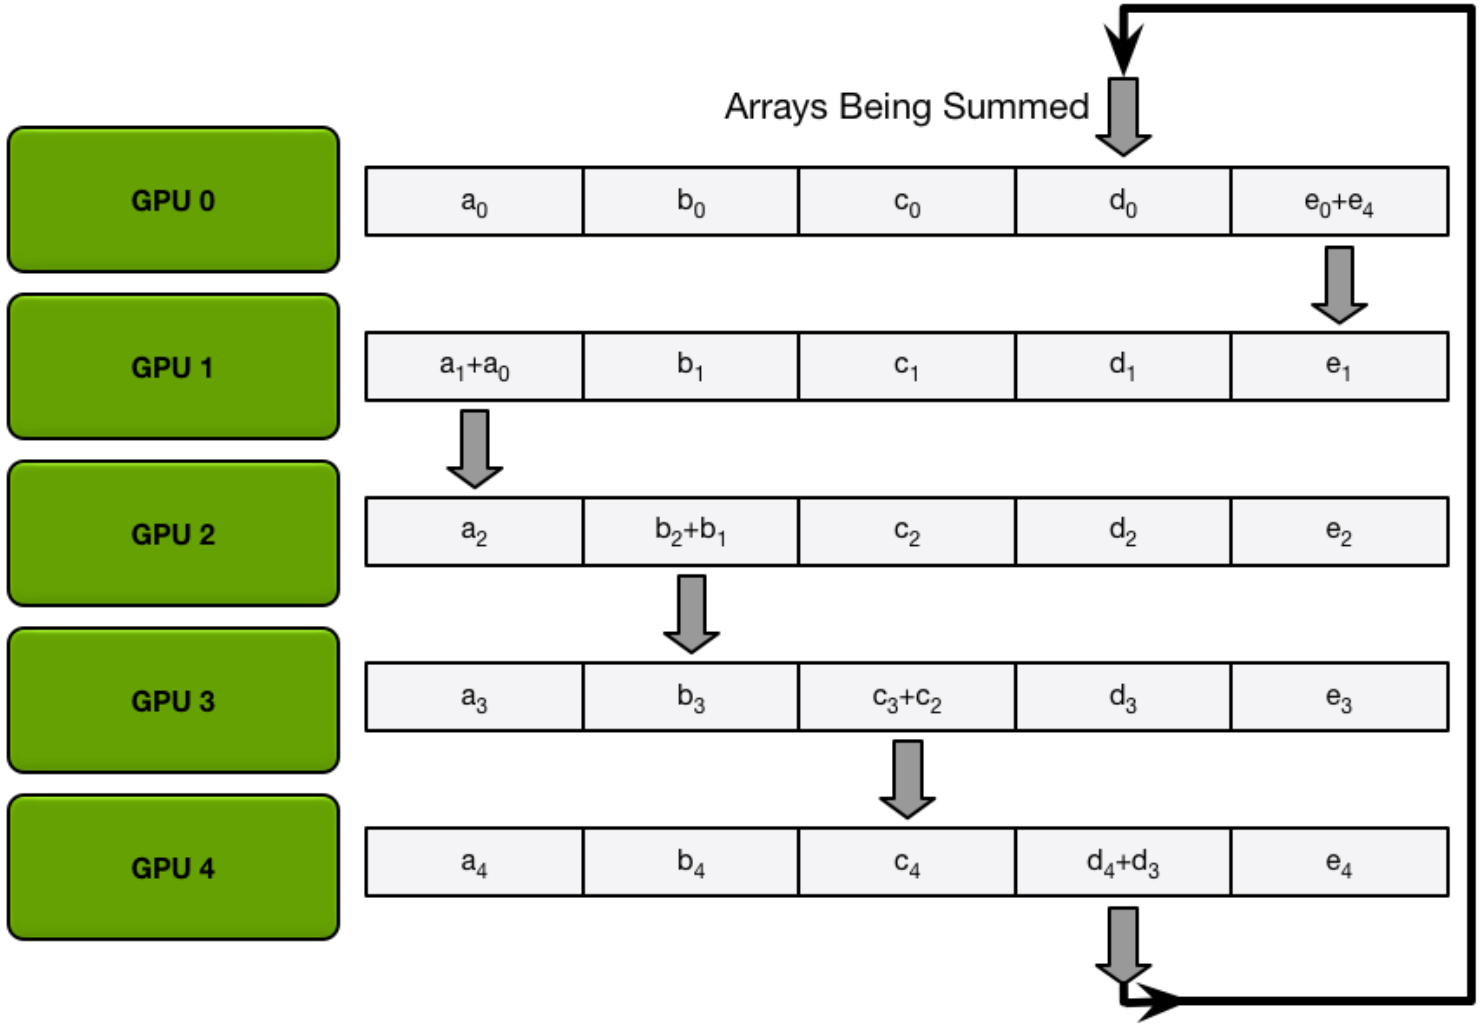 Arrays Being Summed
GPU 0 a₀ b₀ c₀ d₀ e₀+e₄
GPU 1 a₁+a₀ b₁ c₁ d₁ e₁
GPU 2 a₂ b₂+b₁ c₂ d₂ e₂
GPU 3 a₃ b₃ c₃+c₂ d₃ e₃
GPU 4 a₄ b₄ c₄ d₄+d₃ e₄